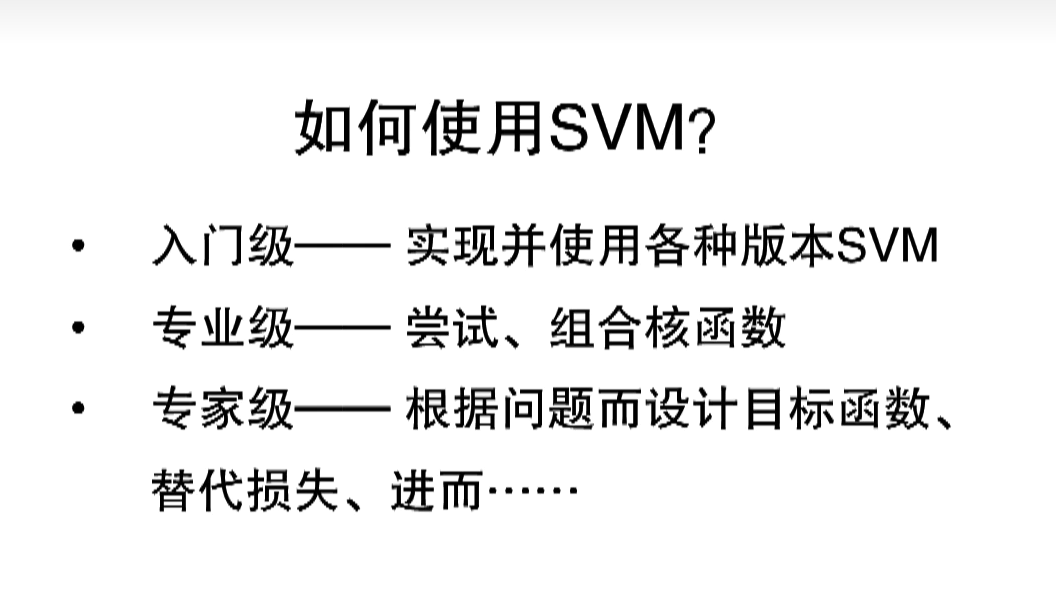 如何使用SVM?
• 入门级—— 实现并使用各种版本SVM
• 专业级—— 尝试、组合核函数
• 专家级—— 根据问题而设计目标函数、
替代损失、进而……